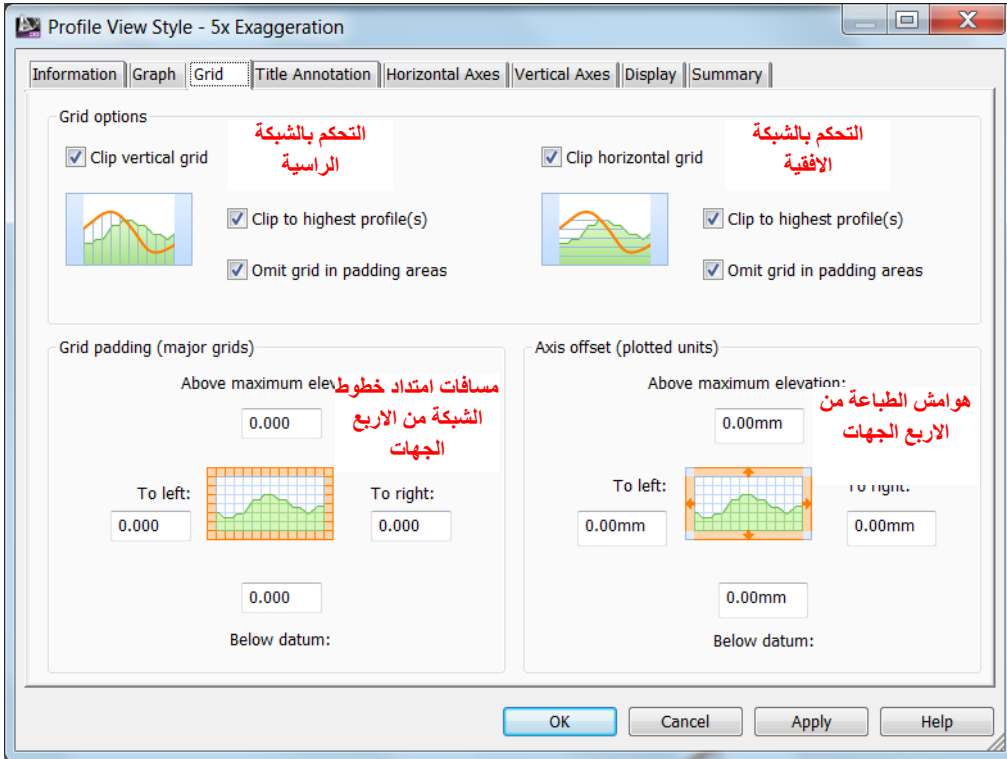 Profile View Style - 5x Exaggeration
Information Graph Grid Title Annotation Horizontal Axes Vertical Axes Display Summary
Grid options
Clip vertical grid
التحكم بالشبكة
الراسية
Clip to highest profile(s)
Omit grid in padding areas
Clip horizontal grid
التحكم بالشبكة
الافقية
Clip to highest profile(s)
Omit grid in padding areas
Grid padding (major grids)
Above maximum elev
مسافات امتداد خطوط
الشبكة من الاربع
الجهات
0.000
To left:
0.000
To right:
0.000
0.000
Below datum:
Axis offset (plotted units)
Above maximum elevation:
هوامش الطباعة من
الاربع الجهات
0.00mm
To left:
0.00mm
To right:
0.00mm
0.00mm
Below datum:
OK Cancel Apply Help